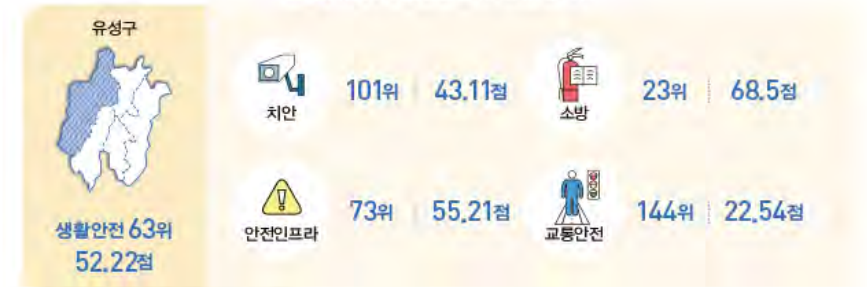 유성구
생활안전 63위
52.22점
치안
101위 43.11점
소방
23위 68.5점
안전인프라
73위 55.21점
교통안전
144위 22.54점